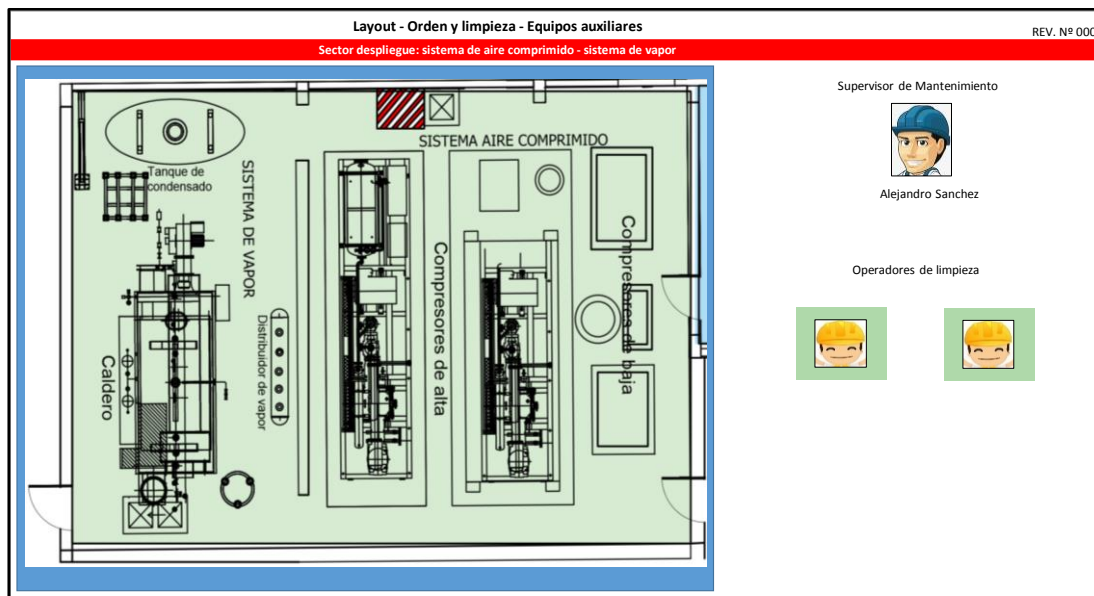 Layout - Orden y limpieza - Equipos auxiliares
REV. Nº 000
Sector despliegue: sistema de aire comprimido - sistema de vapor
Supervisor de Mantenimiento
Alejandro Sanchez
Operadores de limpieza
SISTEMA AIRE COMPRIMIDO
Tanque de
condensado
SISTEMA DE VAPOR
Distribuidor de vapor
Caldero
Compresores de alta
Compresores de baja